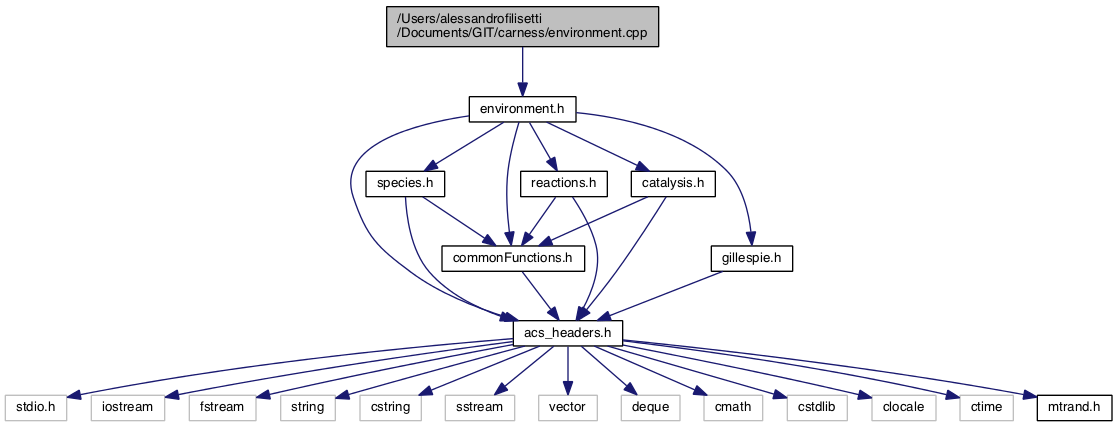 /Users/alessandrofilisetti
/Documents/GIT/carness/environment.cpp
environment.h
species.h
reactions.h
catalysis.h
commonFunctions.h
gillespie.h
acs_headers.h
stdio.h
iostream
fstream
string
cstring
sstream
vector
deque
cmath
cstdlib
clocale
ctime
mtrand.h